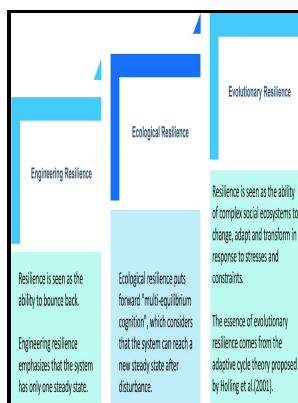 Engineering Resilience
Resilience is seen as the
ability to bounce back.
Engineering resilience
emphasizes that the system
has only one steady state.
Ecological Resilience
Ecological resilience puts
forward "multi-equilibrium
cognition", which considers
that the system can reach a
new steady state after
disturbance.
Evolutionary Resilience
Resilience is seen as the ability
of complex social ecosystems to
change, adapt and transform in
response to stresses and
constraints.
The essence of evolutionary
resilience comes from the
adaptive cycle theory proposed
by Holling et al.(2001).